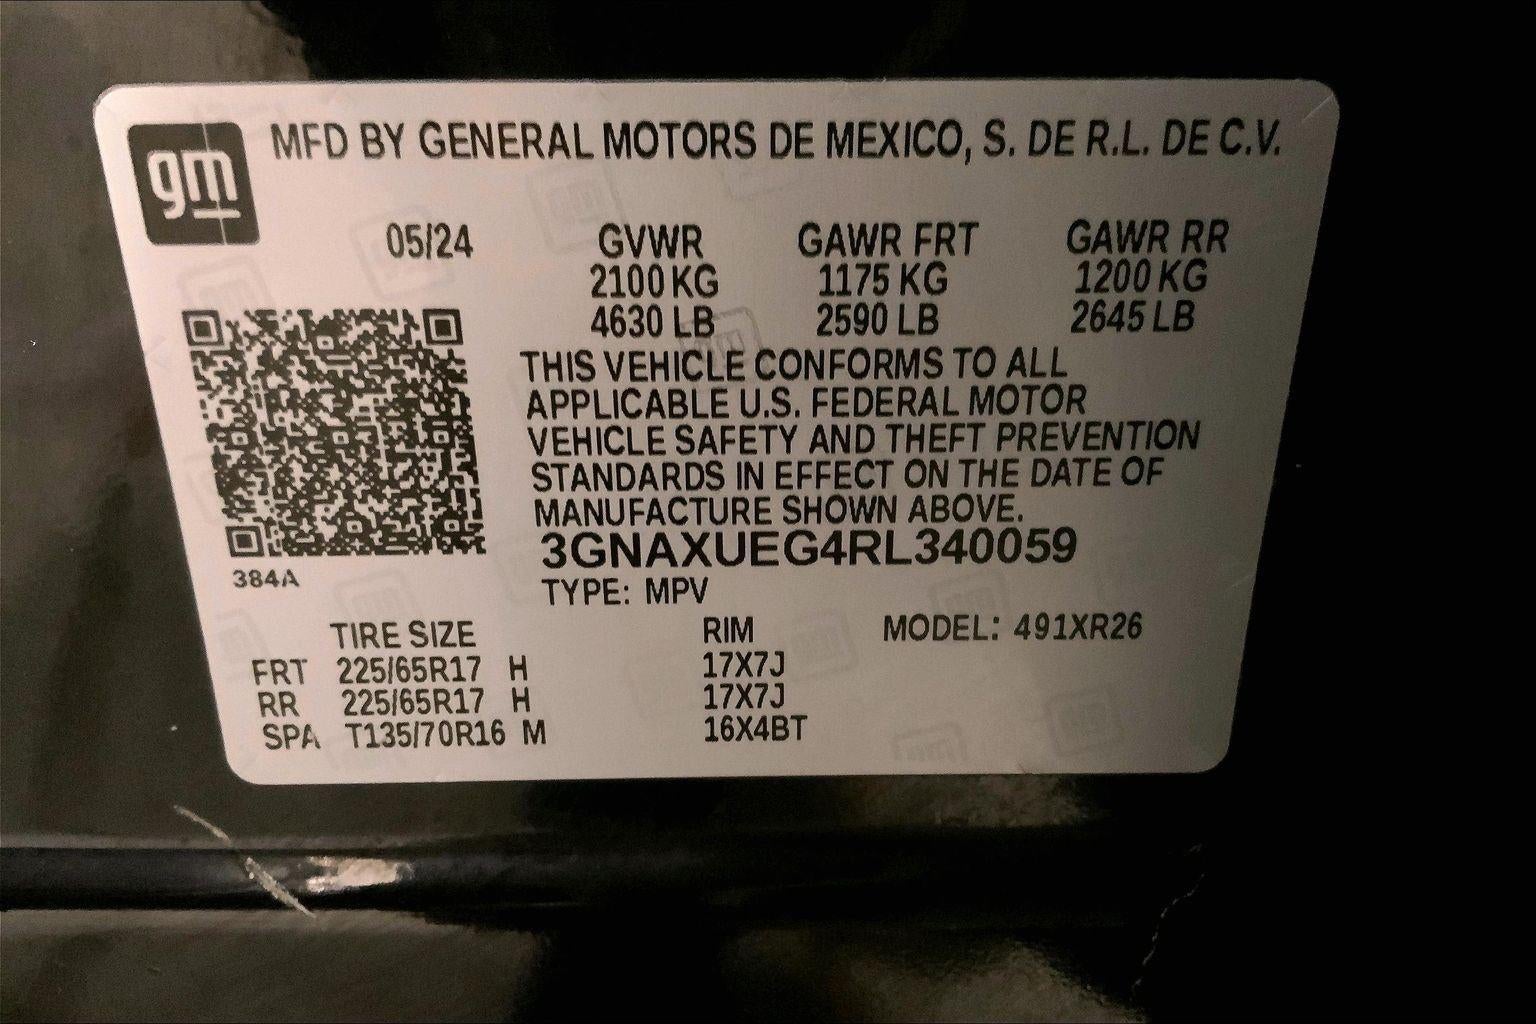 gm
MFD BY GENERAL MOTORS DE MEXICO, S. DE R.L. DE C.V.
05/24 GVWR GAWR FRT GAWR RR
2100 KG 1175 KG 1200 KG
4630 LB 2590 LB 2645 LB
THIS VEHICLE CONFORMS TO ALL
APPLICABLE U.S. FEDERAL MOTOR
VEHICLE SAFETY AND THEFT PREVENTION
STANDARDS IN EFFECT ON THE DATE OF
MANUFACTURE SHOWN ABOVE.
3GNAXUEG4RL340059
384A
TYPE: MPV
TIRE SIZE RIM MODEL: 491XR26
FRT 225/65R17 H 17X7J
RR 225/65R17 H 17X7J
SPA T135/70R16 M 16X4BT